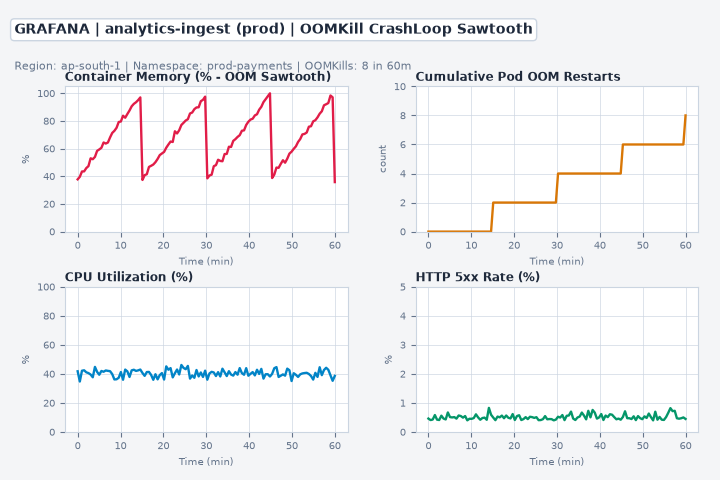 GRAFANA | analytics-ingest (prod) | OOMKill CrashLoop Sawtooth
Region: ap-south-1 | Namespace: prod-payments | OOMKills: 8 in 60m
Container Memory (% - OOM Sawtooth)
%
100
80
60
40
20
0
0 10 20 30 40 50 60
Time (min)
Cumulative Pod OOM Restarts
count
10
8
6
4
2
0
0 10 20 30 40 50 60
Time (min)
CPU Utilization (%)
%
100
80
60
40
20
0
0 10 20 30 40 50 60
Time (min)
HTTP 5xx Rate (%)
%
5
4
3
2
1
0
0 10 20 30 40 50 60
Time (min)